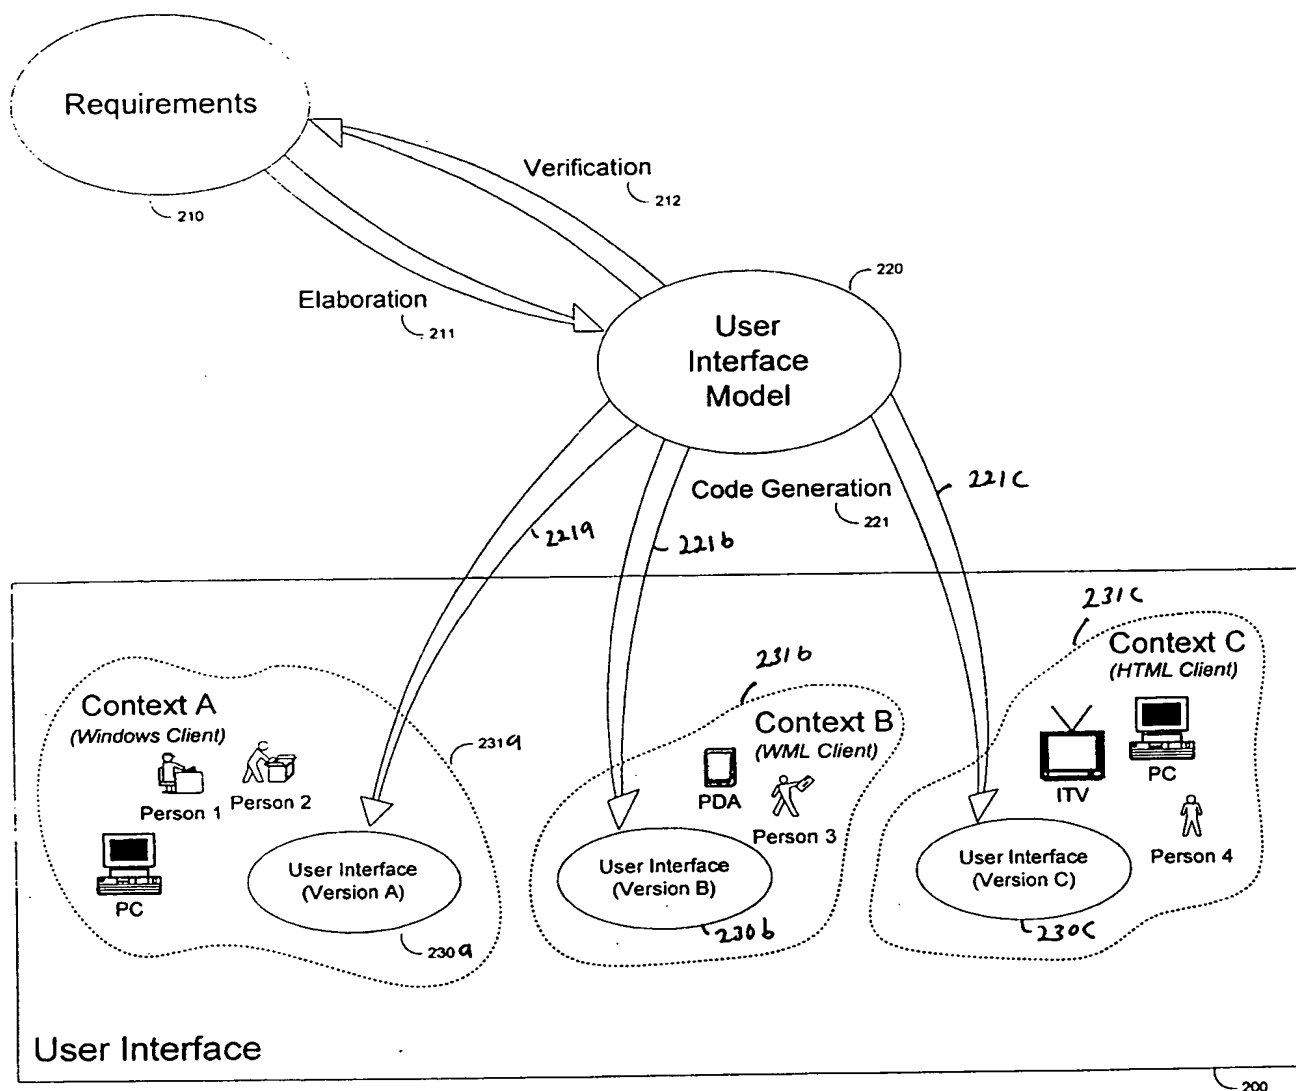 Requirements
210
Verification
212
Elaboration
211
220
User
Interface
Model
Code Generation
221
221a
221b
221c
231c
Context C
(HTML Client)
PC
ITV
Person 4
User Interface
(Version C)
230c
231b
Context B
(WML Client)
PDA
Person 3
User Interface
(Version B)
230b
Context A
(Windows Client)
231a
Person 1
Person 2
PC
User Interface
(Version A)
230a
User Interface
200